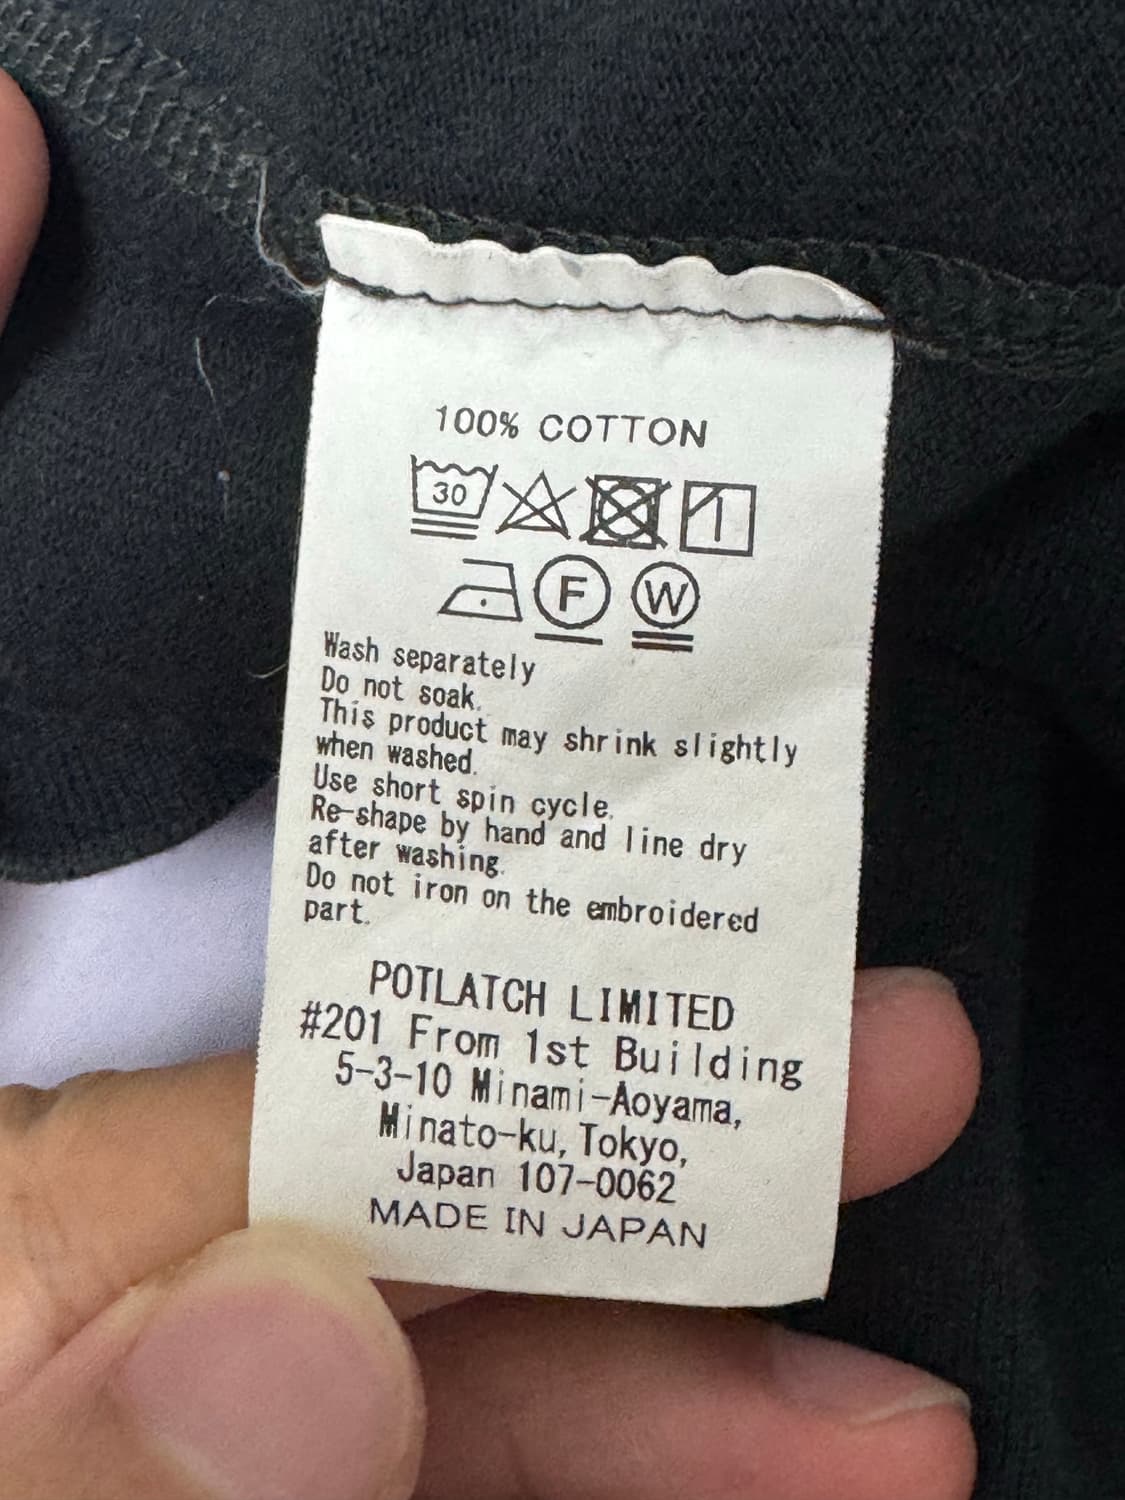 100% COTTON
30
F W
Wash separately
Do not soak.
This product may shrink slightly
when washed.
Use short spin cycle.
Re-shape by hand and line dry
after washing.
Do not iron on the embroidered
part.
POTLATCH LIMITED
#201 From 1st Building
5-3-10 Minami-Aoyama,
Minato-ku, Tokyo,
Japan 107-0062
MADE IN JAPAN